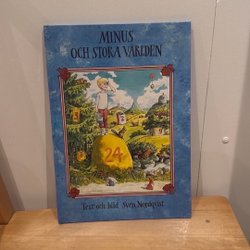 MINUS
OCH STORA VÄRLDEN
24
Text och bild Sven Nordqvist